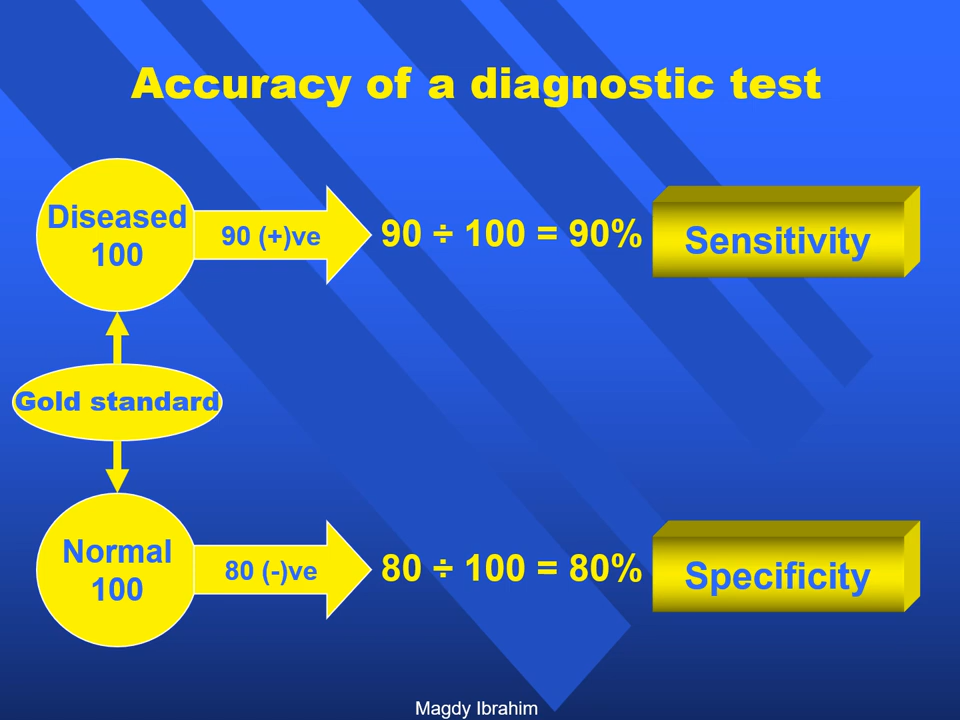 Accuracy of a diagnostic test
Diseased
100
90 (+)ve
90 ÷ 100 = 90%
Sensitivity
Gold standard
Normal
100
80 (-)ve
80 ÷ 100 = 80%
Specificity
Magdy Ibrahim